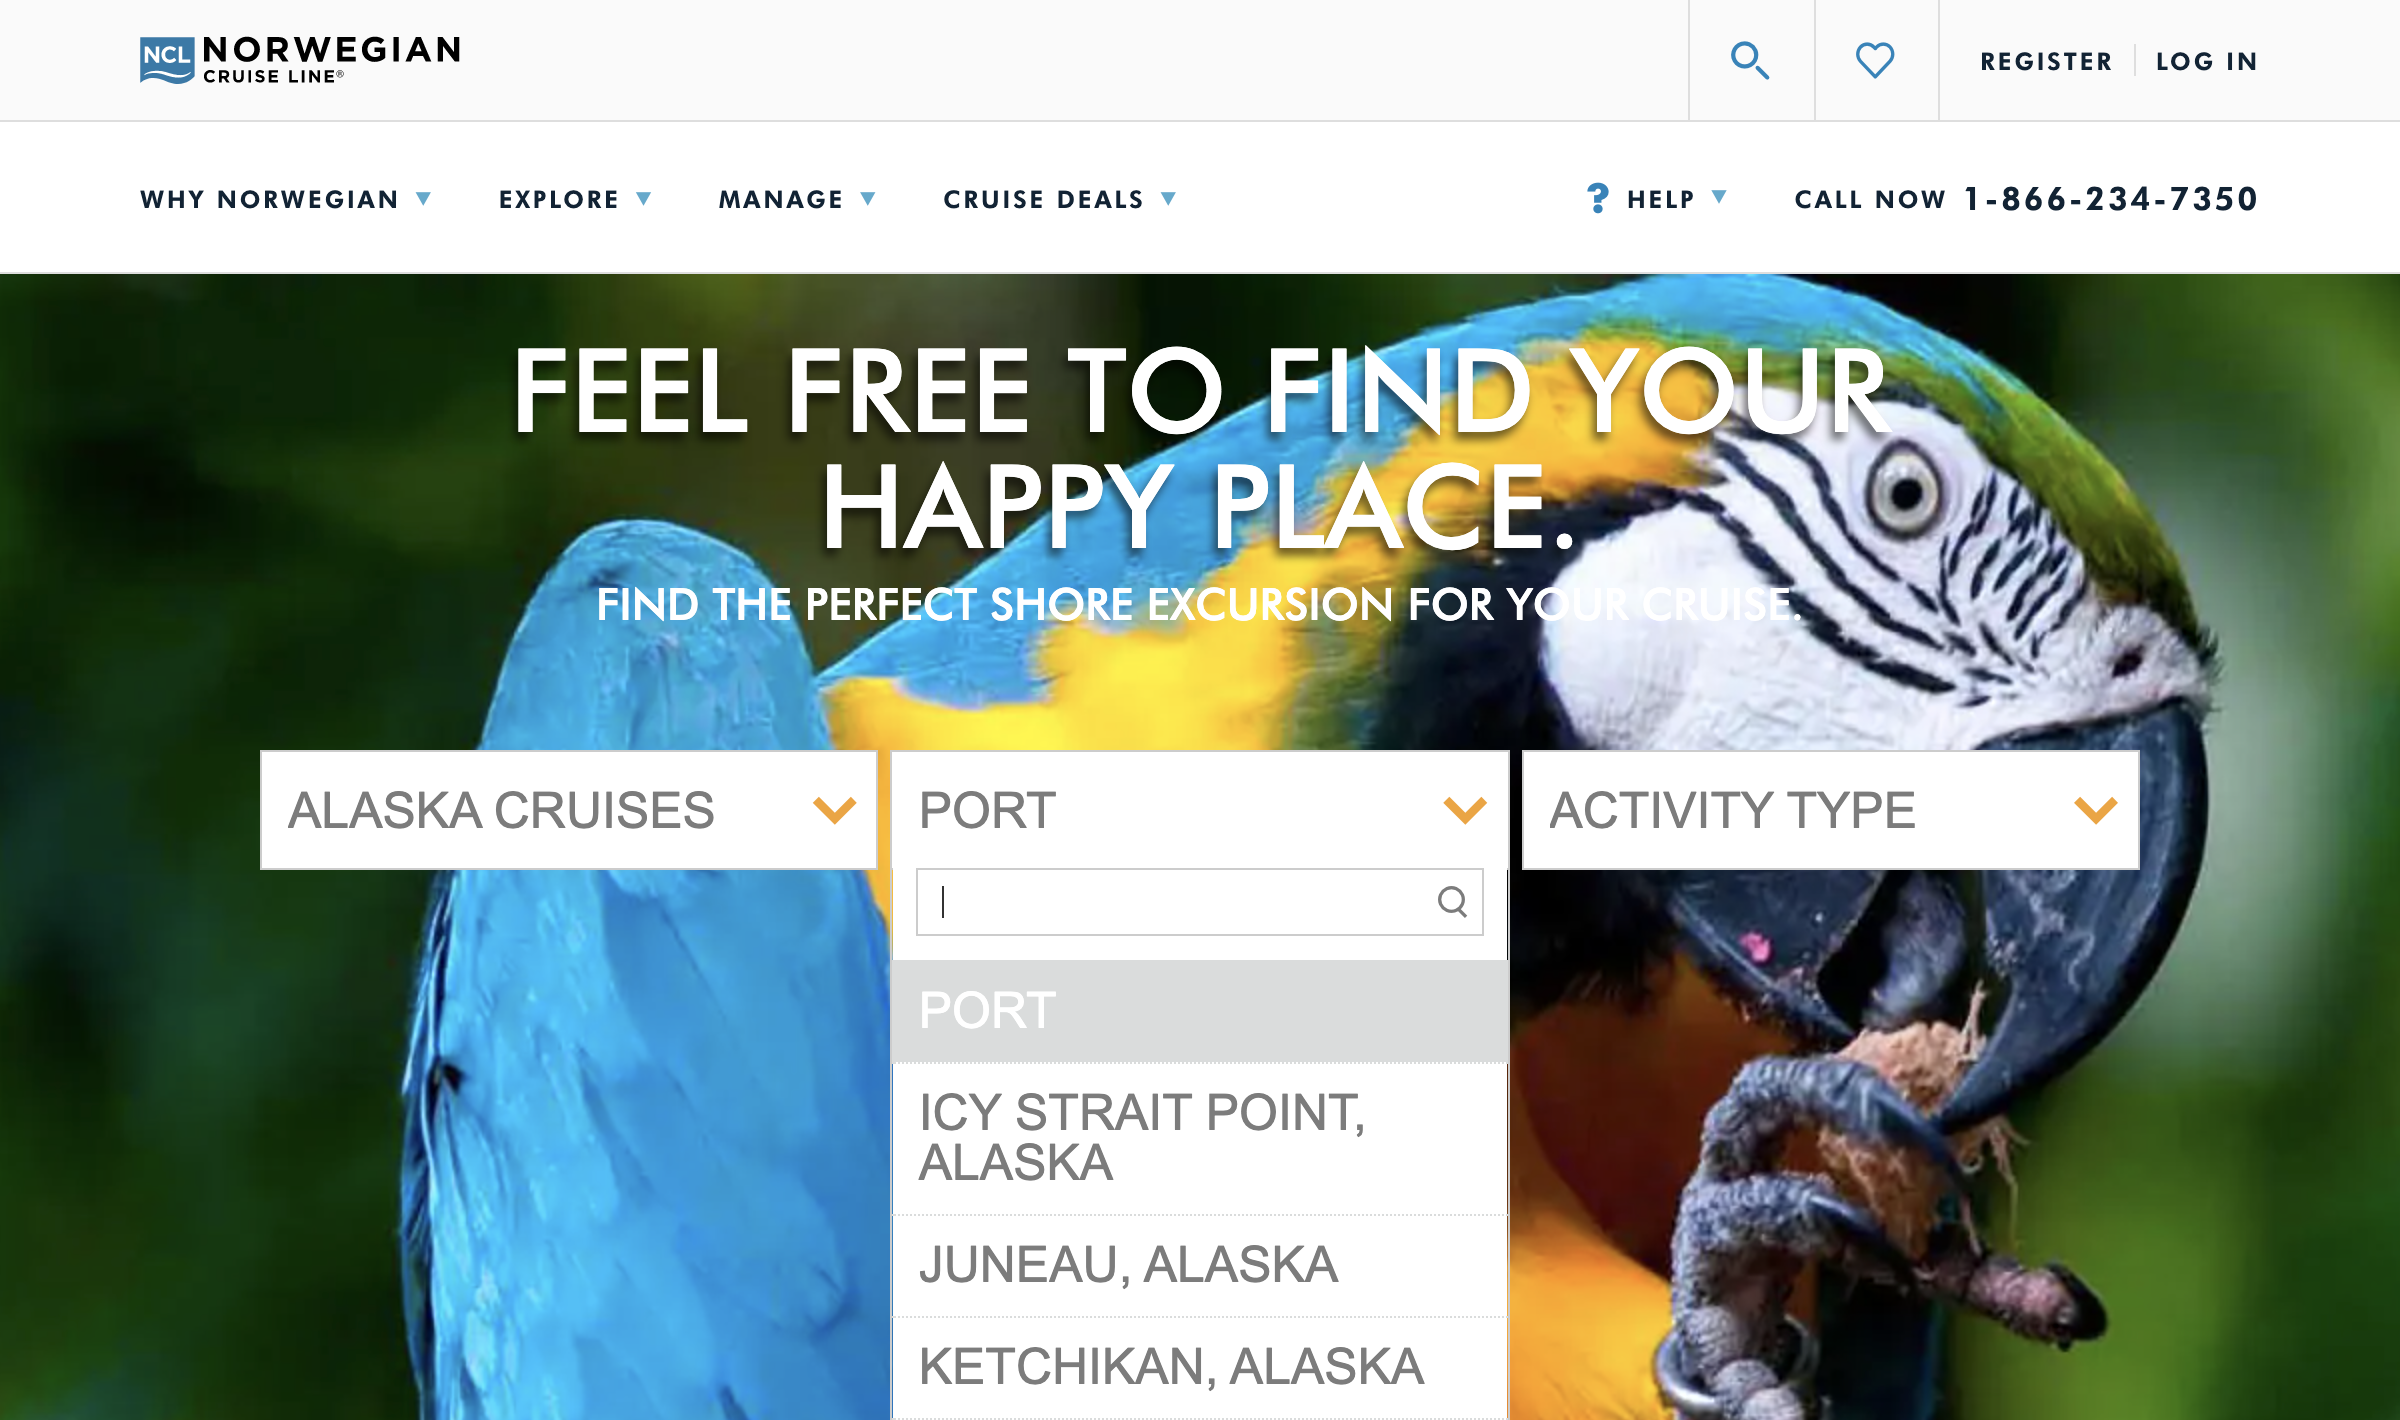 NCL NORWEGIAN
CRUISE LINE®
REGISTER LOG IN
WHY NORWEGIAN EXPLORE MANAGE CRUISE DEALS ? HELP CALL NOW 1-866-234-7350
FEEL FREE TO FIND YOUR
HAPPY PLACE.
FIND THE PERFECT SHORE EXCURSION FOR YOUR CRUISE.
ALASKA CRUISES PORT ACTIVITY TYPE
PORT
ICY STRAIT POINT,
ALASKA
JUNEAU, ALASKA
KETCHIKAN, ALASKA